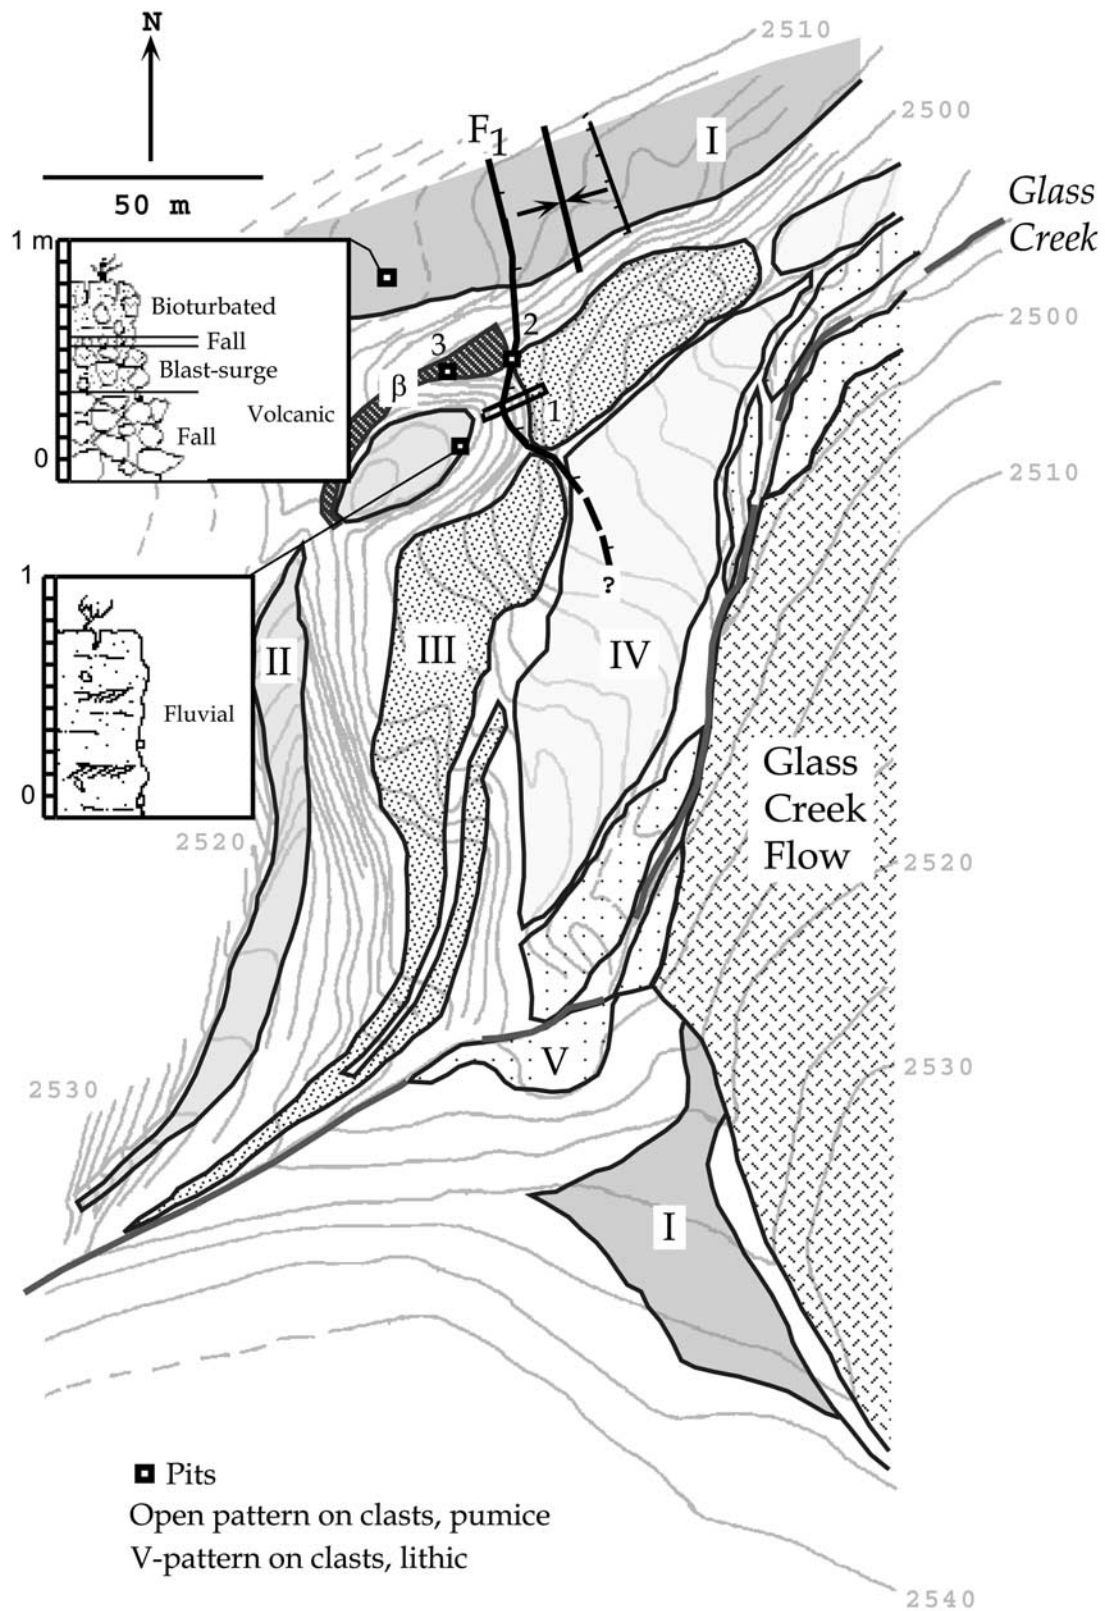 N
2510
50 m
F1
I
2500
Glass
Creek
1 m
Bioturbated
Fall
Blast-surge
Volcanic
Fall
0
2
3
β
1
2500
2510
?
1
Fluvial
0
II
III
IV
Glass
Creek
Flow
2520
2520
V
2530
2530
I
Pits
Open pattern on clasts, pumice
V-pattern on clasts, lithic
2540